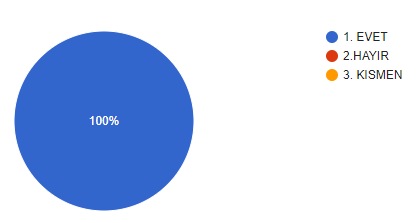 100%
1. EVET
2.HAYIR
3. KISMEN